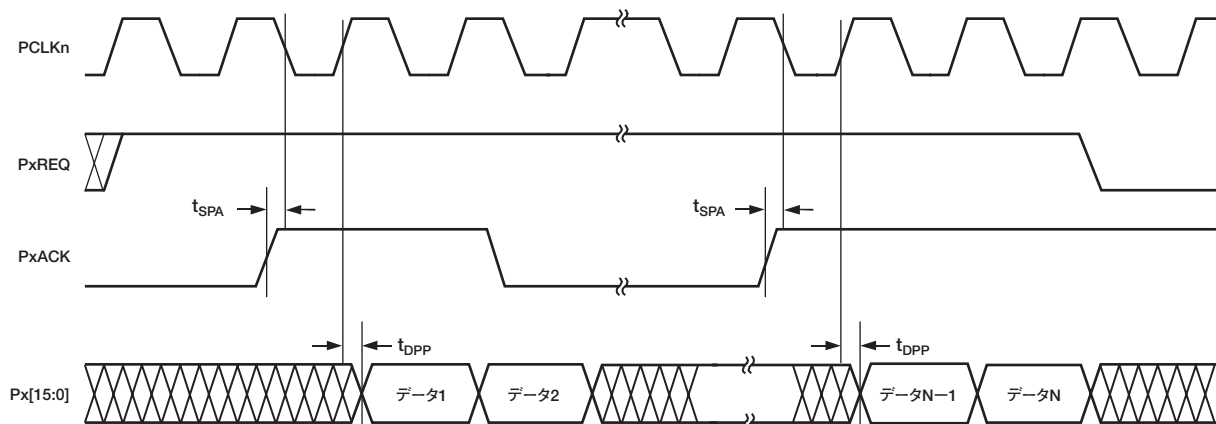 PCLKn
PxREQ
tSPA tSPA
PxACK
tDPP tDPP
Px[15:0] データ1 データ2 データN—1 データN